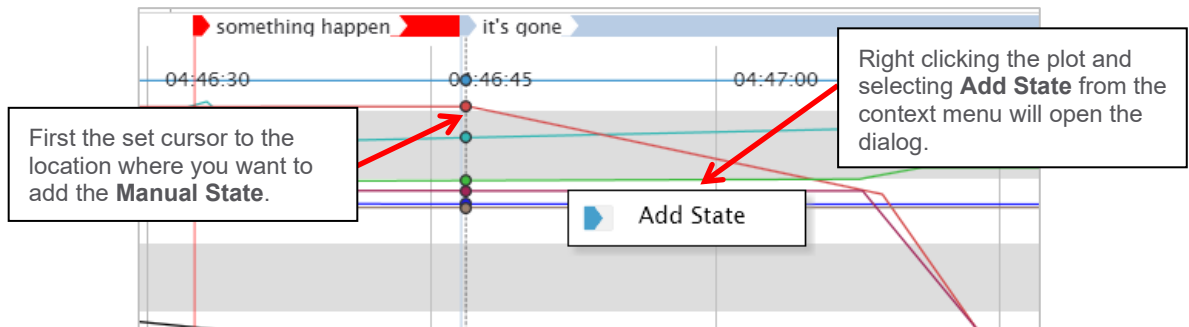 something happen
it's gone
04:46:30
04:46:45
04:47:00
First the set cursor to the
location where you want to
add the Manual State.
Right clicking the plot and
selecting Add State from the
context menu will open the
dialog.
Add State